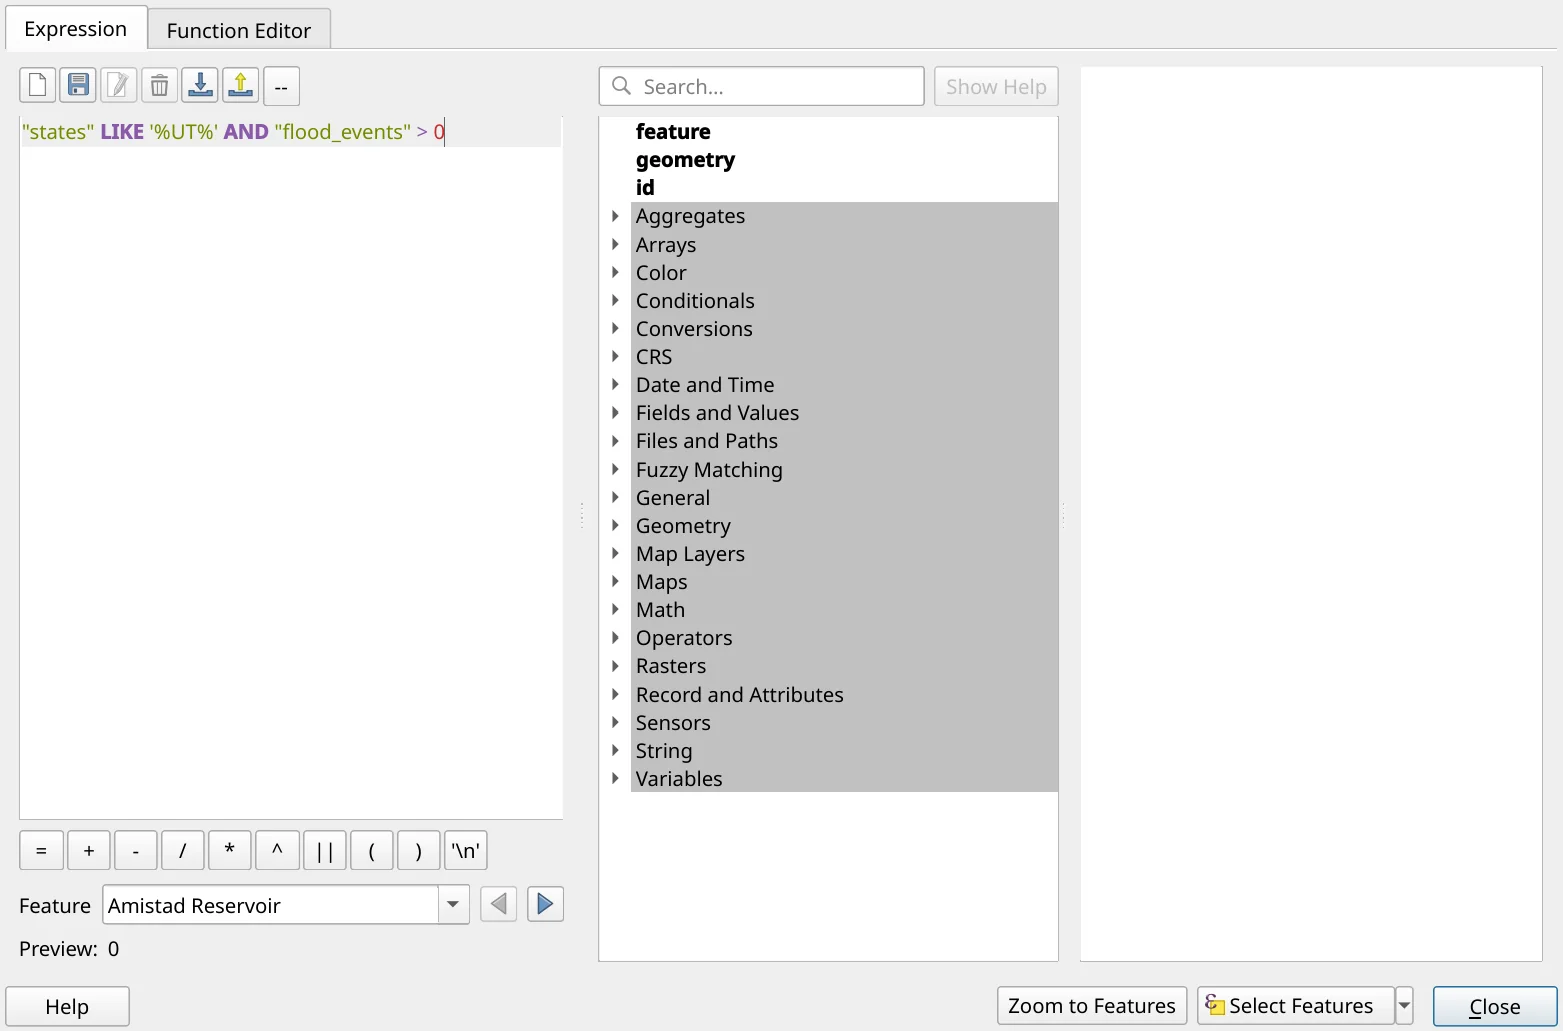 Expression
Function Editor
--
Search...
Show Help
"states" LIKE '%UT%' AND "flood_events" > 0
feature
geometry
id
Aggregates
Arrays
Color
Conditionals
Conversions
CRS
Date and Time
Fields and Values
Files and Paths
Fuzzy Matching
General
Geometry
Map Layers
Maps
Math
Operators
Rasters
Record and Attributes
Sensors
String
Variables
= + - / * ^ || ( ) '\n'
Feature Amistad Reservoir
Preview: 0
Help
Zoom to Features
Select Features
Close